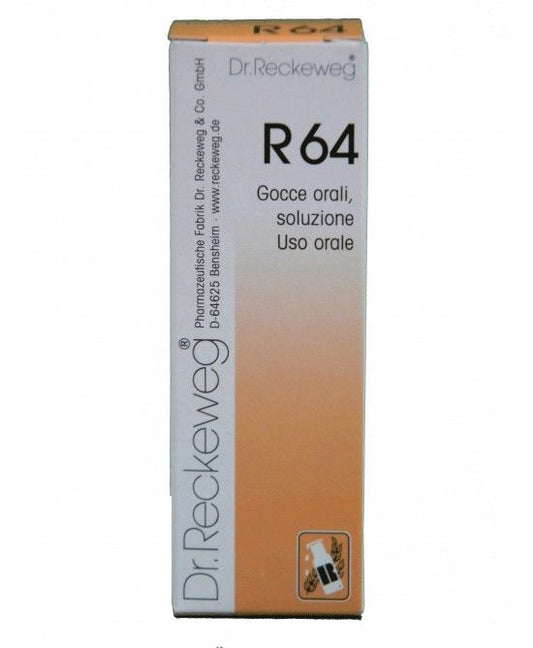 R 64
Dr.Reckeweg®
R 64
Gocce orali,
soluzione
Uso orale
Dr.Reckeweg®
Pharmazeutische Fabrik Dr. Reckeweg & Co. GmbH
D-64625 Bensheim · www.reckeweg.de
R